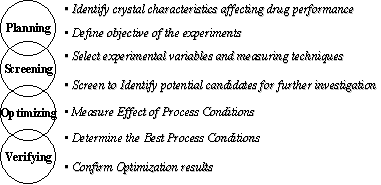 • Identify crystal characteristics affecting drug performance
Planning
• Define objective of the experiments
• Select experimental variables and measuring techniques
Screening
• Screen to Identify potential candidates for further investigation
Optimizing
• Measure Effect of Process Conditions
• Determine the Best Process Conditions
Verifying
• Confirm Optimization results